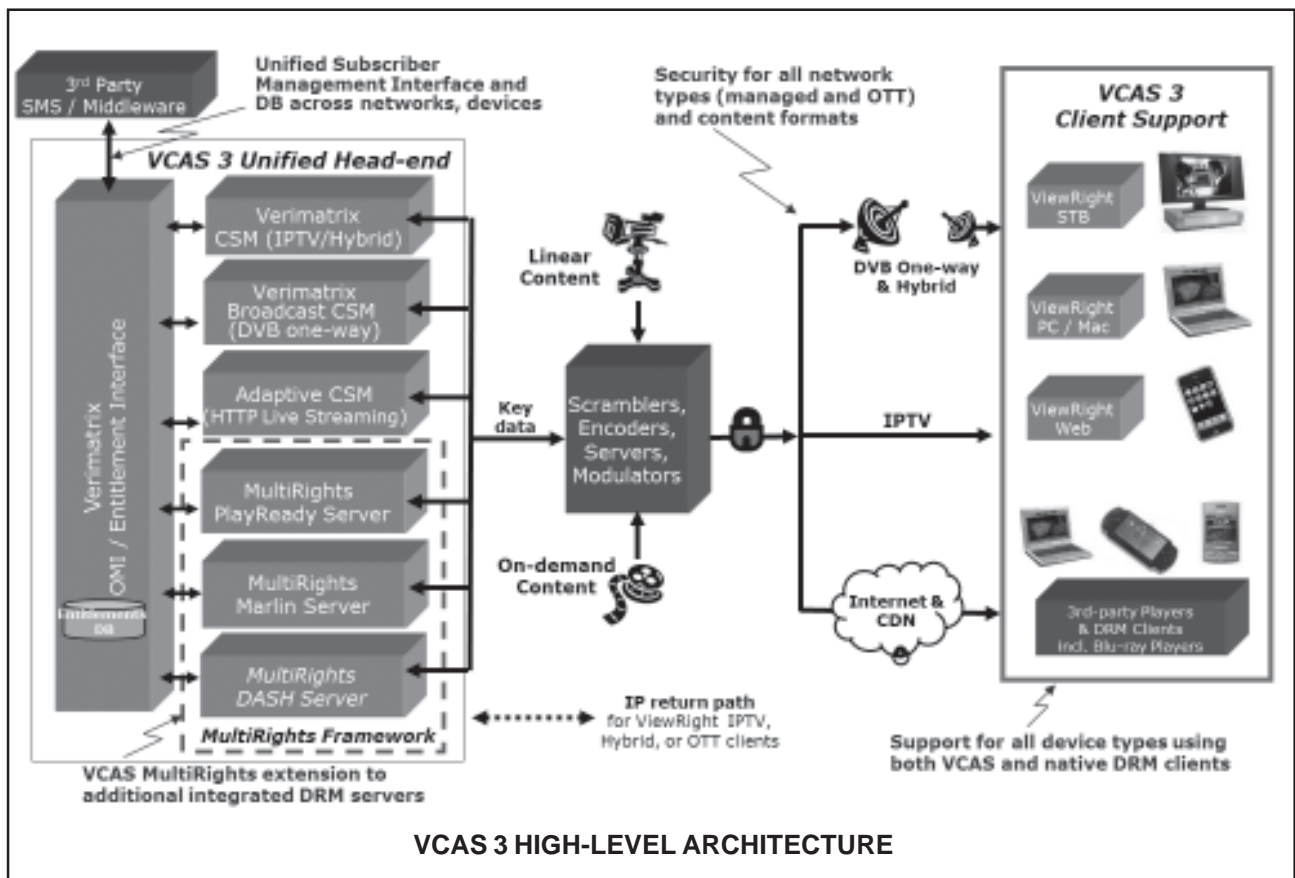 3rd Party
SMS / Middleware
Unified Subscriber
Management Interface and
DB across networks, devices
Security for all network
types (managed and OTT)
and content formats
VCAS 3
Client Support
VCAS 3 Unified Head-end
Verimatrix
OMI / Entitlement Interface
Entitlements
DB
Verimatrix
CSM (IPTV/Hybrid)
Verimatrix
Broadcast CSM
(DVB one-way)
Adaptive CSM
(HTTP Live Streaming)
MultiRights
PlayReady Server
MultiRights
Marlin Server
MultiRights
DASH Server
MultiRights Framework
Key
data
Linear
Content
Scramblers,
Encoders,
Servers,
Modulators
On-demand
Content
DVB One-way
& Hybrid
IPTV
Internet &
CDN
ViewRight
STB
ViewRight
PC / Mac
ViewRight
Web
3rd-party Players
& DRM Clients
incl. Blu-ray Players
IP return path
for ViewRight IPTV,
Hybrid, or OTT clients
VCAS MultiRights extension to
additional integrated DRM servers
Support for all device types using
both VCAS and native DRM clients
VCAS 3 HIGH-LEVEL ARCHITECTURE